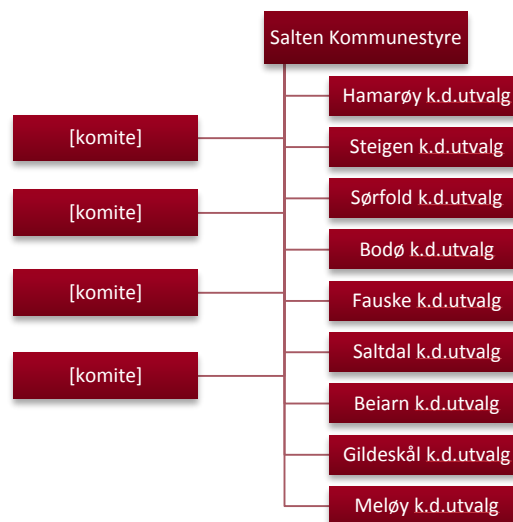 Salten Kommunestyre
Hamarøy k.d.utvalg
[komite]
Steigen k.d.utvalg
[komite]
Sørfold k.d.utvalg
Bodø k.d.utvalg
[komite]
Fauske k.d.utvalg
[komite]
Saltdal k.d.utvalg
Beiarn k.d.utvalg
Gildeskål k.d.utvalg
Meløy k.d.utvalg